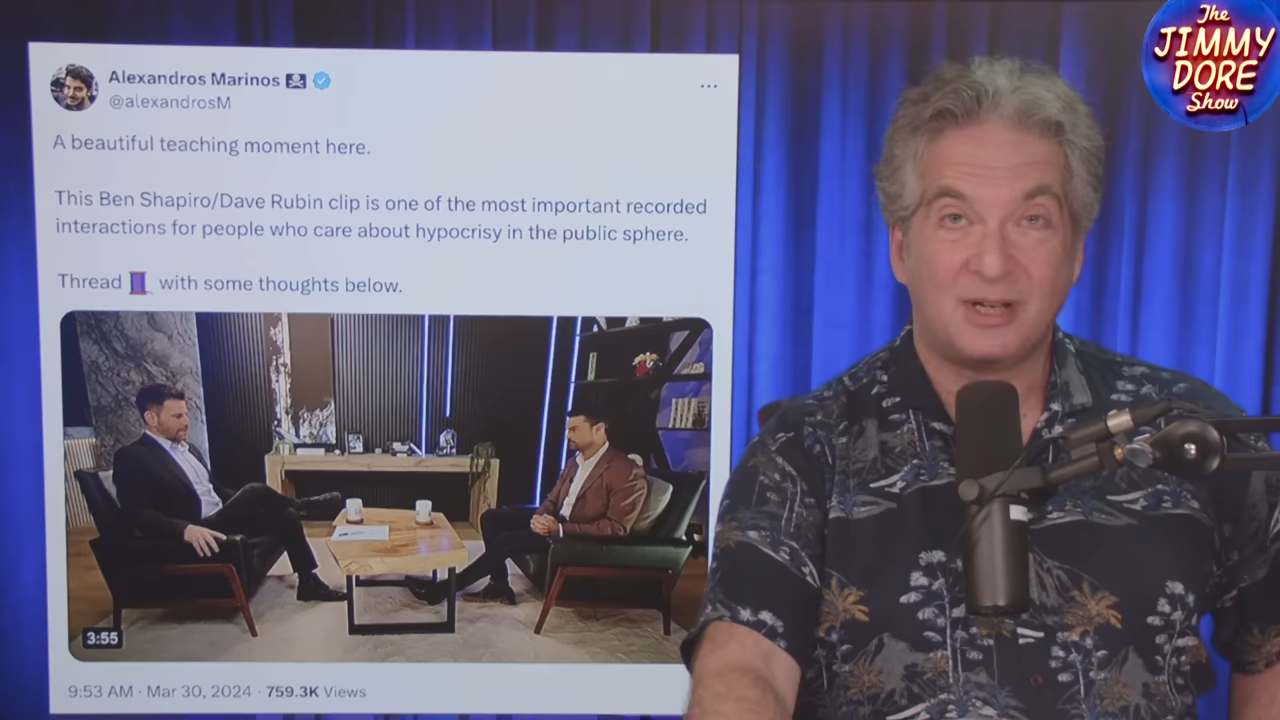 The
JIMMY
DORE
Show
Alexandros Marinos
@alexandrosM
A beautiful teaching moment here.
This Ben Shapiro/Dave Rubin clip is one of the most important recorded
interactions for people who care about hypocrisy in the public sphere.
Thread 🧵 with some thoughts below.
3:55
9:53 AM · Mar 30, 2024 · 759.3K Views